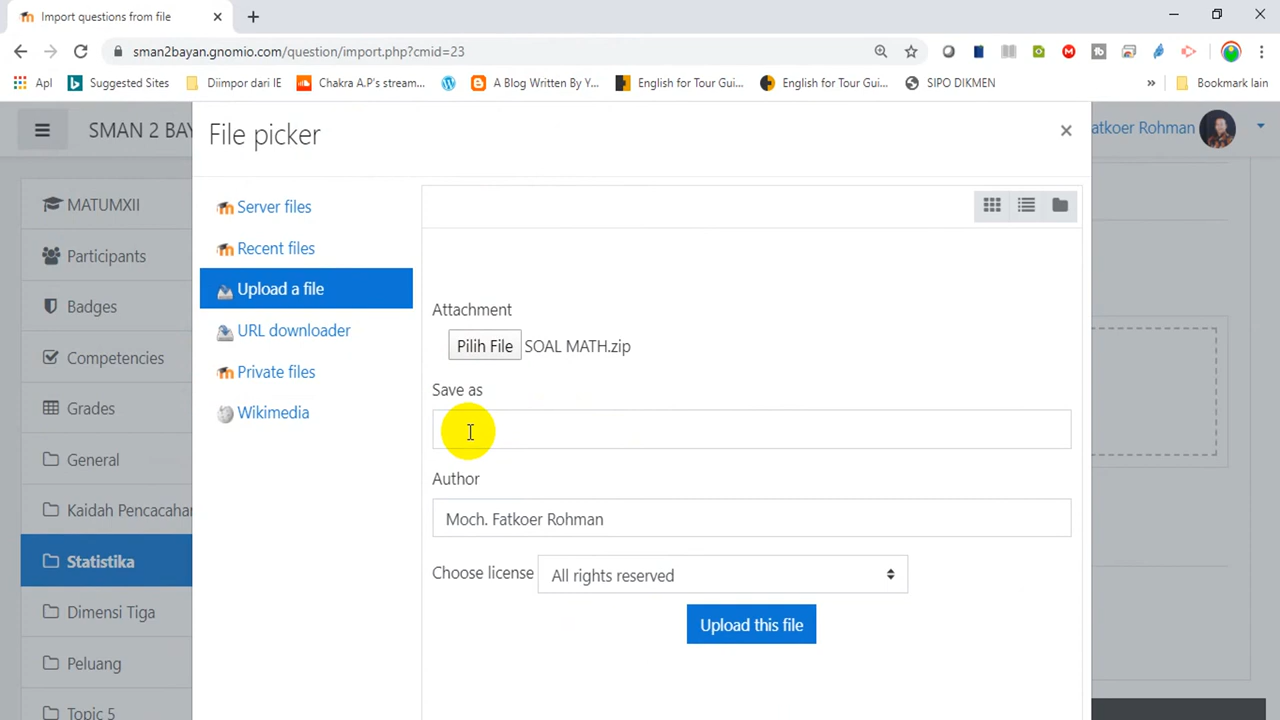 Import questions from file
sman2bayan.gnomio.com/question/import.php?cmid=23
Apl Suggested Sites Diimpor dari IE Chakra A.P's stream... A Blog Written By Y... English for Tour Gui... English for Tour Gui... SIPO DIKMEN » Bookmark lain
SMAN 2 BAY
File picker
atkoer Rohman
MATUMXII
Participants
Badges
Competencies
Grades
General
Kaidah Pencacahan
Statistika
Dimensi Tiga
Peluang
Topic 5
Server files
Recent files
Upload a file
URL downloader
Private files
Wikimedia
Attachment
Pilih File SOAL MATH.zip
Save as
Author
Moch. Fatkoer Rohman
Choose license All rights reserved
Upload this file